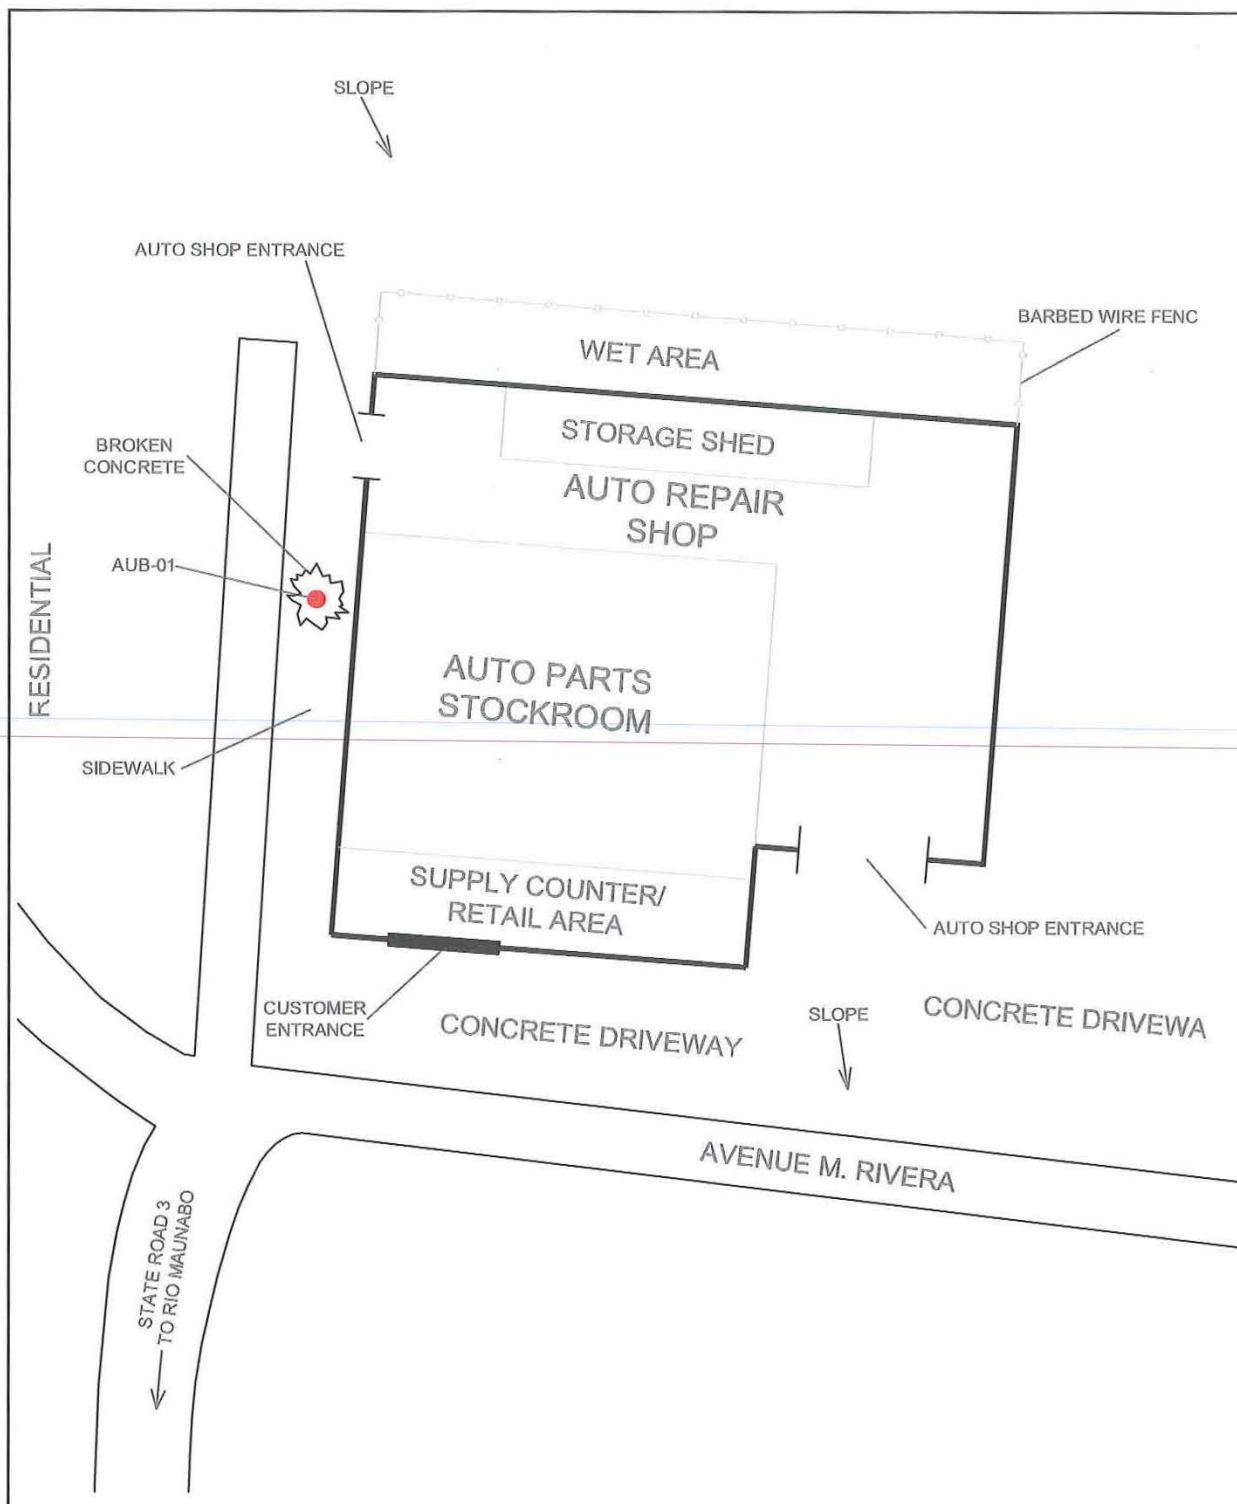 SLOPE
AUTO SHOP ENTRANCE
BARBED WIRE FENC
WET AREA
STORAGE SHED
BROKEN
CONCRETE
AUTO REPAIR
SHOP
AUB-01
RESIDENTIAL
AUTO PARTS
STOCKROOM
SIDEWALK
SUPPLY COUNTER/
RETAIL AREA
AUTO SHOP ENTRANCE
CUSTOMER
ENTRANCE
CONCRETE DRIVEWAY
SLOPE
CONCRETE DRIVEWA
AVENUE M. RIVERA
STATE ROAD 3
TO RIO MAUNABO